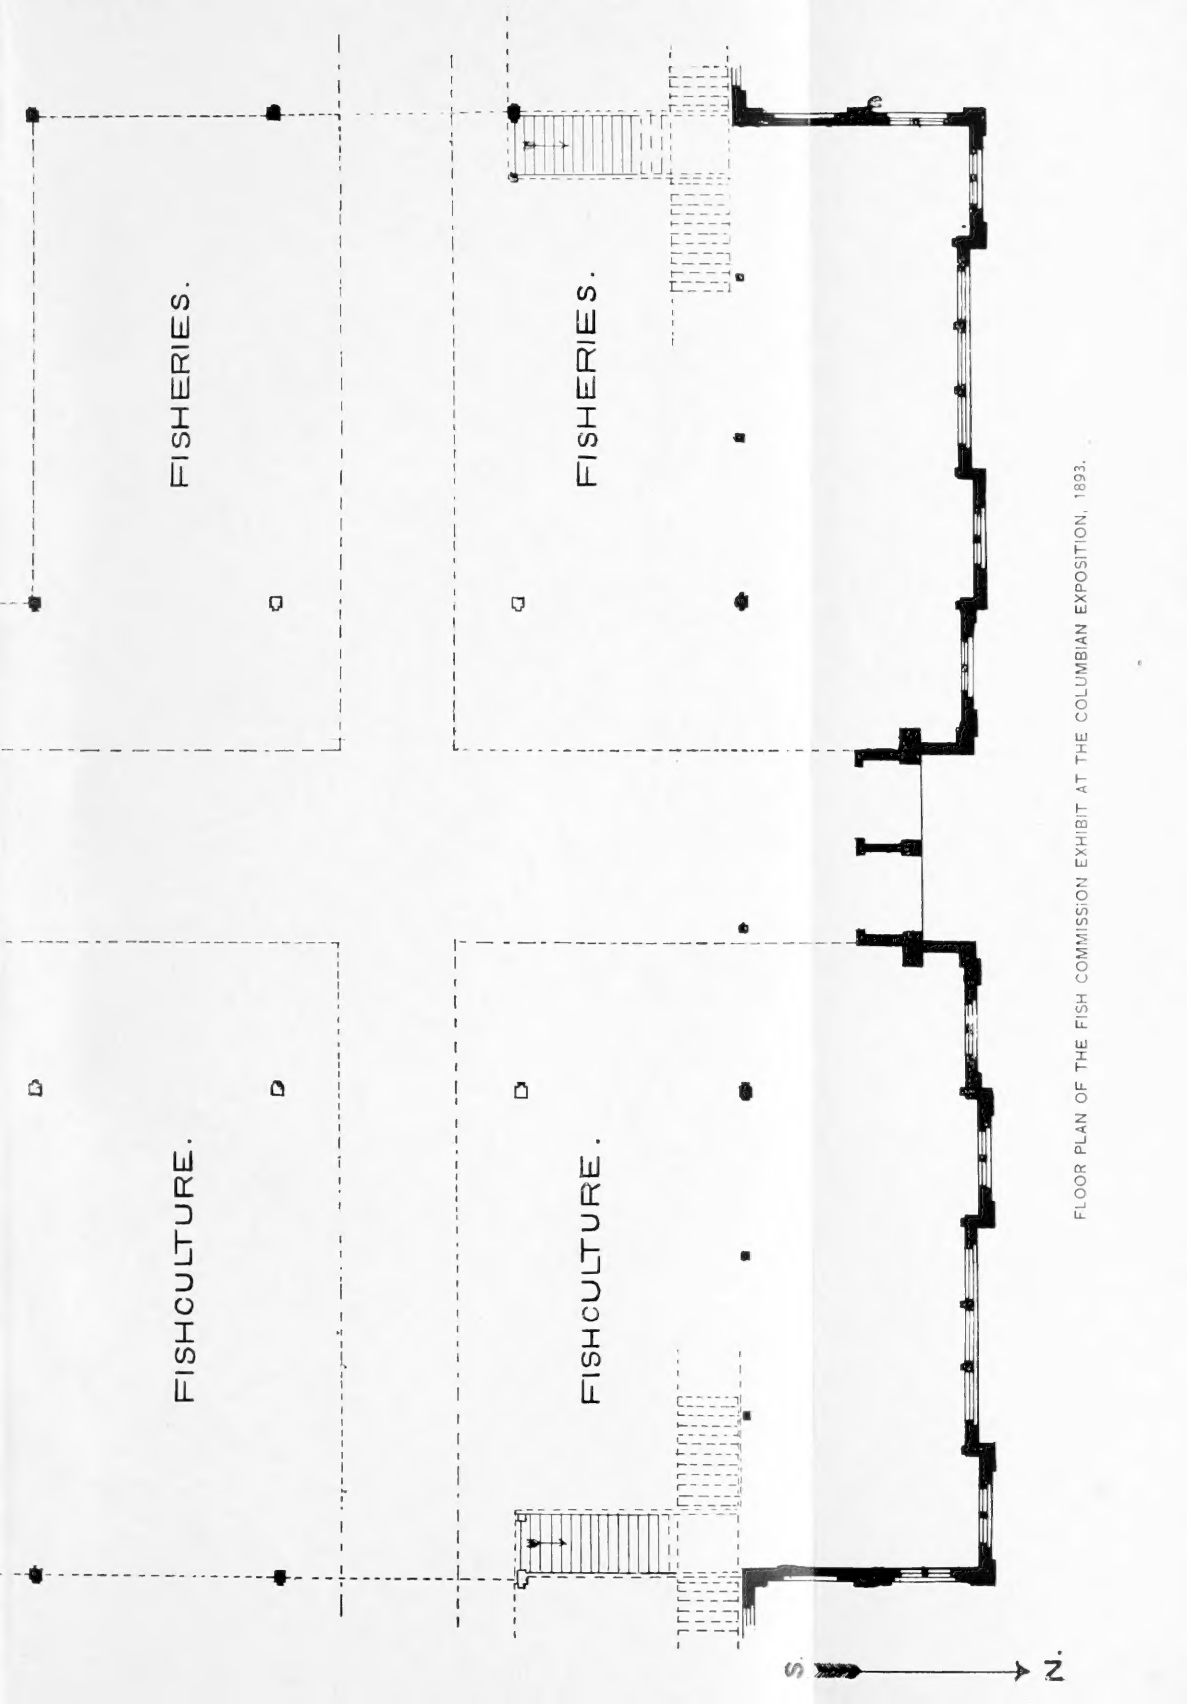 FISHERIES.
FISHERIES.
FISHCULTURE.
FISHCULTURE.
S.
N.
FLOOR PLAN OF THE FISH COMMISSION EXHIBIT AT THE COLUMBIAN EXPOSITION, 1893.